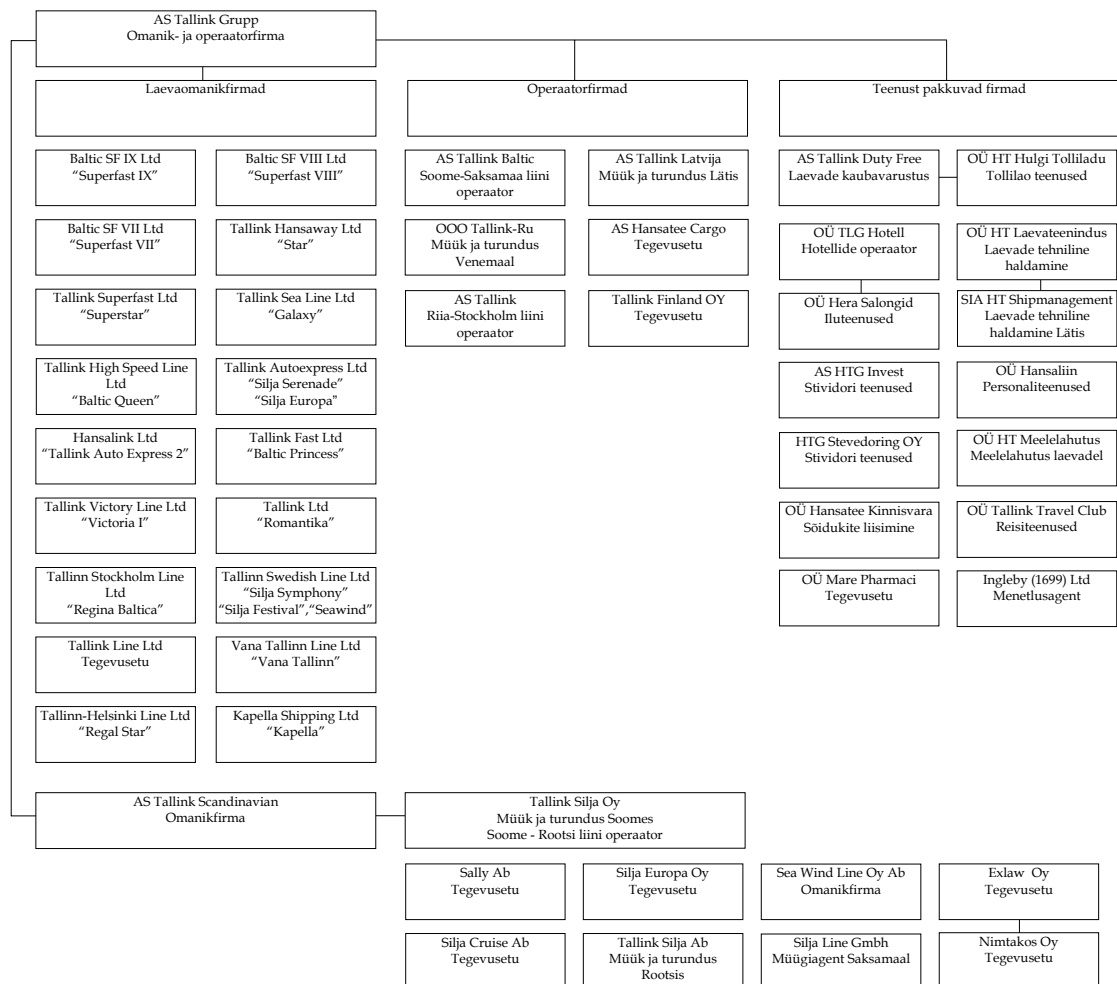 AS Tallink Grupp
Omanik- ja operaatorfirma
Laevaomanikfirmad
Operaatorfirmad
Teenust pakkuvad firmad
Baltic SF IX Ltd
“Superfast IX”
Baltic SF VIII Ltd
“Superfast VIII”
AS Tallink Baltic
Soome-Saksamaa liini
operaator
AS Tallink Latvija
Müük ja turundus Lätis
AS Tallink Duty Free
Laevade kaubavarustus
OÜ HT Hulgi Tolliladu
Tollilao teenused
Baltic SF VII Ltd
“Superfast VII”
Tallink Hansaway Ltd
“Star”
OOO Tallink-Ru
Müük ja turundus
Venemaal
AS Hansatee Cargo
Tegevusetu
OÜ TLG Hotell
Hotellide operaator
OÜ HT Laevateenindus
Laevade tehniline
haldamine
Tallink Superfast Ltd
“Superstar”
Tallink Sea Line Ltd
“Galaxy”
AS Tallink
Riia-Stockholm liini
operaator
Tallink Finland OY
Tegevusetu
OÜ Hera Salongid
Iluteenused
SIA HT Shipmanagement
Laevade tehniline
haldamine Lätis
Tallink High Speed Line
Ltd
“Baltic Queen”
Tallink Autoexpress Ltd
“Silja Serenade”
“Silja Europa”
AS HTG Invest
Stividori teenused
OÜ Hansaliin
Personaliteenused
Hansalink Ltd
“Tallink Auto Express 2”
Tallink Fast Ltd
“Baltic Princess”
HTG Stevedoring OY
Stividori teenused
OÜ HT Meelelahutus
Meelelahutus laevadel
Tallink Victory Line Ltd
“Victoria I”
Tallink Ltd
“Romantika”
OÜ Hansatee Kinnisvara
Sõidukite liisimine
OÜ Tallink Travel Club
Reisiteenused
Tallinn Stockholm Line
Ltd
“Regina Baltica”
Tallinn Swedish Line Ltd
“Silja Symphony”
“Silja Festival”,“Seawind”
OÜ Mare Pharmaci
Tegevusetu
Ingleby (1699) Ltd
Menetlusagent
Tallink Line Ltd
Tegevusetu
Vana Tallinn Line Ltd
“Vana Tallinn”
Tallinn-Helsinki Line Ltd
“Regal Star”
Kapella Shipping Ltd
“Kapella”
AS Tallink Scandinavian
Omanikfirma
Tallink Silja Oy
Müük ja turundus Soomes
Soome - Rootsi liini operaator
Sally Ab
Tegevusetu
Silja Europa Oy
Tegevusetu
Sea Wind Line Oy Ab
Omanikfirma
Exlaw Oy
Tegevusetu
Silja Cruise Ab
Tegevusetu
Tallink Silja Ab
Müük ja turundus
Rootsis
Silja Line Gmbh
Müügiagent Saksamaal
Nimtakos Oy
Tegevusetu